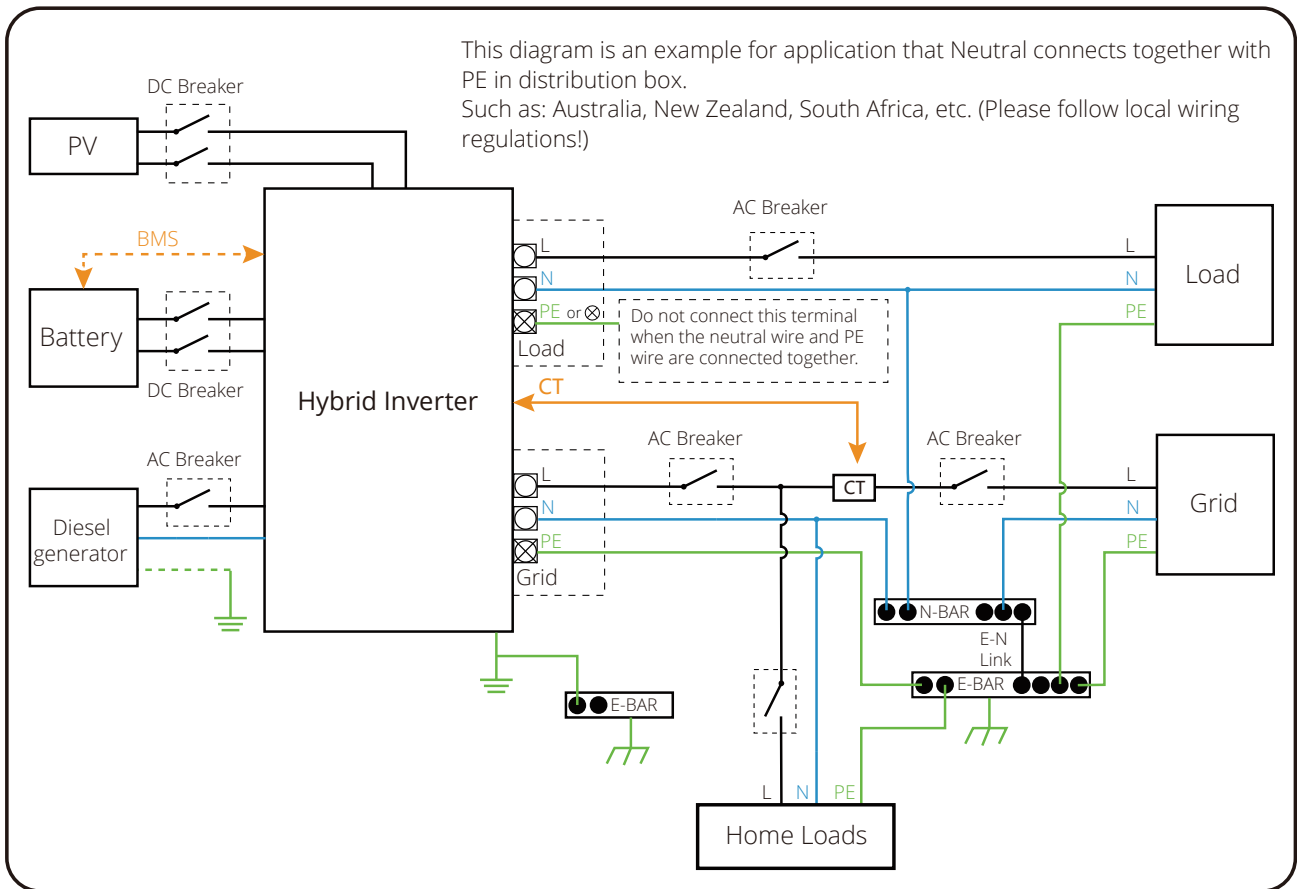 This diagram is an example for application that Neutral connects together with
PE in distribution box.
Such as: Australia, New Zealand, South Africa, etc. (Please follow local wiring
regulations!)
DC Breaker
PV
BMS
Battery
DC Breaker
AC Breaker
Diesel
generator
Hybrid Inverter
L
N
PE or ⊗
Load
Do not connect this terminal
when the neutral wire and PE
wire are connected together.
AC Breaker
L
N
PE
Load
CT
AC Breaker
CT
AC Breaker
L
N
PE
Grid
L
N
PE
Grid
N-BAR
E-N
Link
E-BAR
E-BAR
L
N
PE
Home Loads